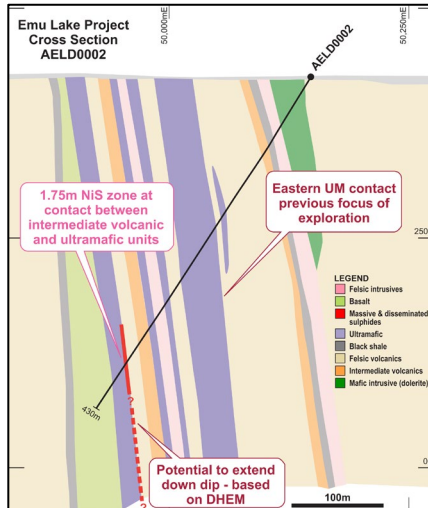 Emu Lake Project
Cross Section
AELD0002
50,000mE
50,250mE
AELD0002
1.75m NiS zone at
contact between
intermediate volcanic
and ultramafic units
Eastern UM contact
previous focus of
exploration
250
LEGEND
Felsic intrusives
Basalt
Massive & disseminated
sulphides
Ultramafic
Black shale
Felsic volcanics
Intermediate volcanics
Mafic intrusive (dolerite)
430m
?
Potential to extend
down dip - based
on DHEM
0
?
100m